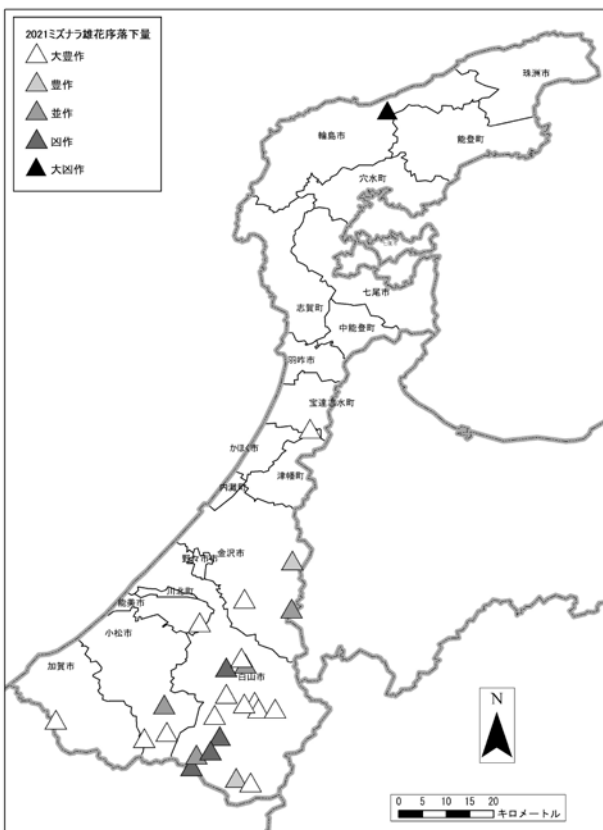 2021ミズナラ雄花序落下量
大豊作
豊作
並作
凶作
大凶作
珠洲市
輪島市
能登町
穴水町
七尾市
志賀町
中能登町
羽咋市
宝達志水町
かほく市
津幡町
内灘町
金沢市
野々市市
川北町
能美市
小松市
加賀市
白山市
N
0 5 10 15 20
キロメートル